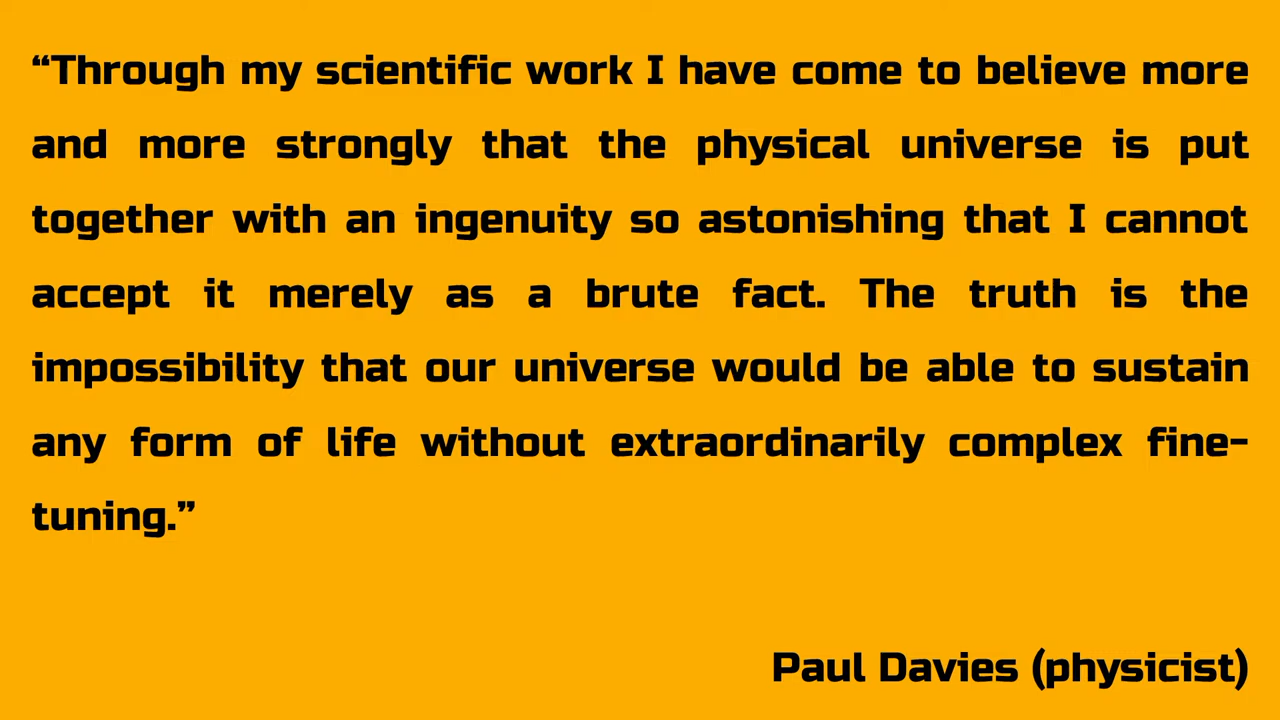 “Through my scientific work I have come to believe more
and more strongly that the physical universe is put
together with an ingenuity so astonishing that I cannot
accept it merely as a brute fact. The truth is the
impossibility that our universe would be able to sustain
any form of life without extraordinarily complex fine-
tuning.”
Paul Davies (physicist)